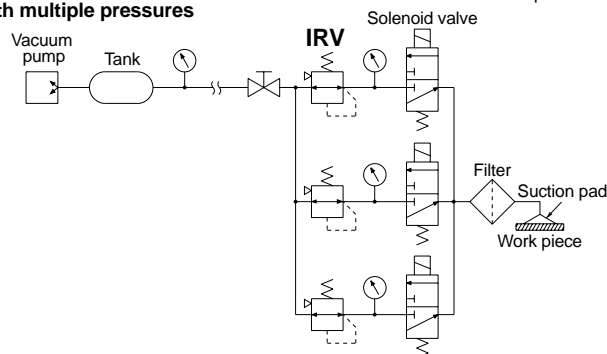 th multiple pressures
Solenoid valve
Vacuum
pump
Tank
IRV
Filter
Suction pad
Work piece